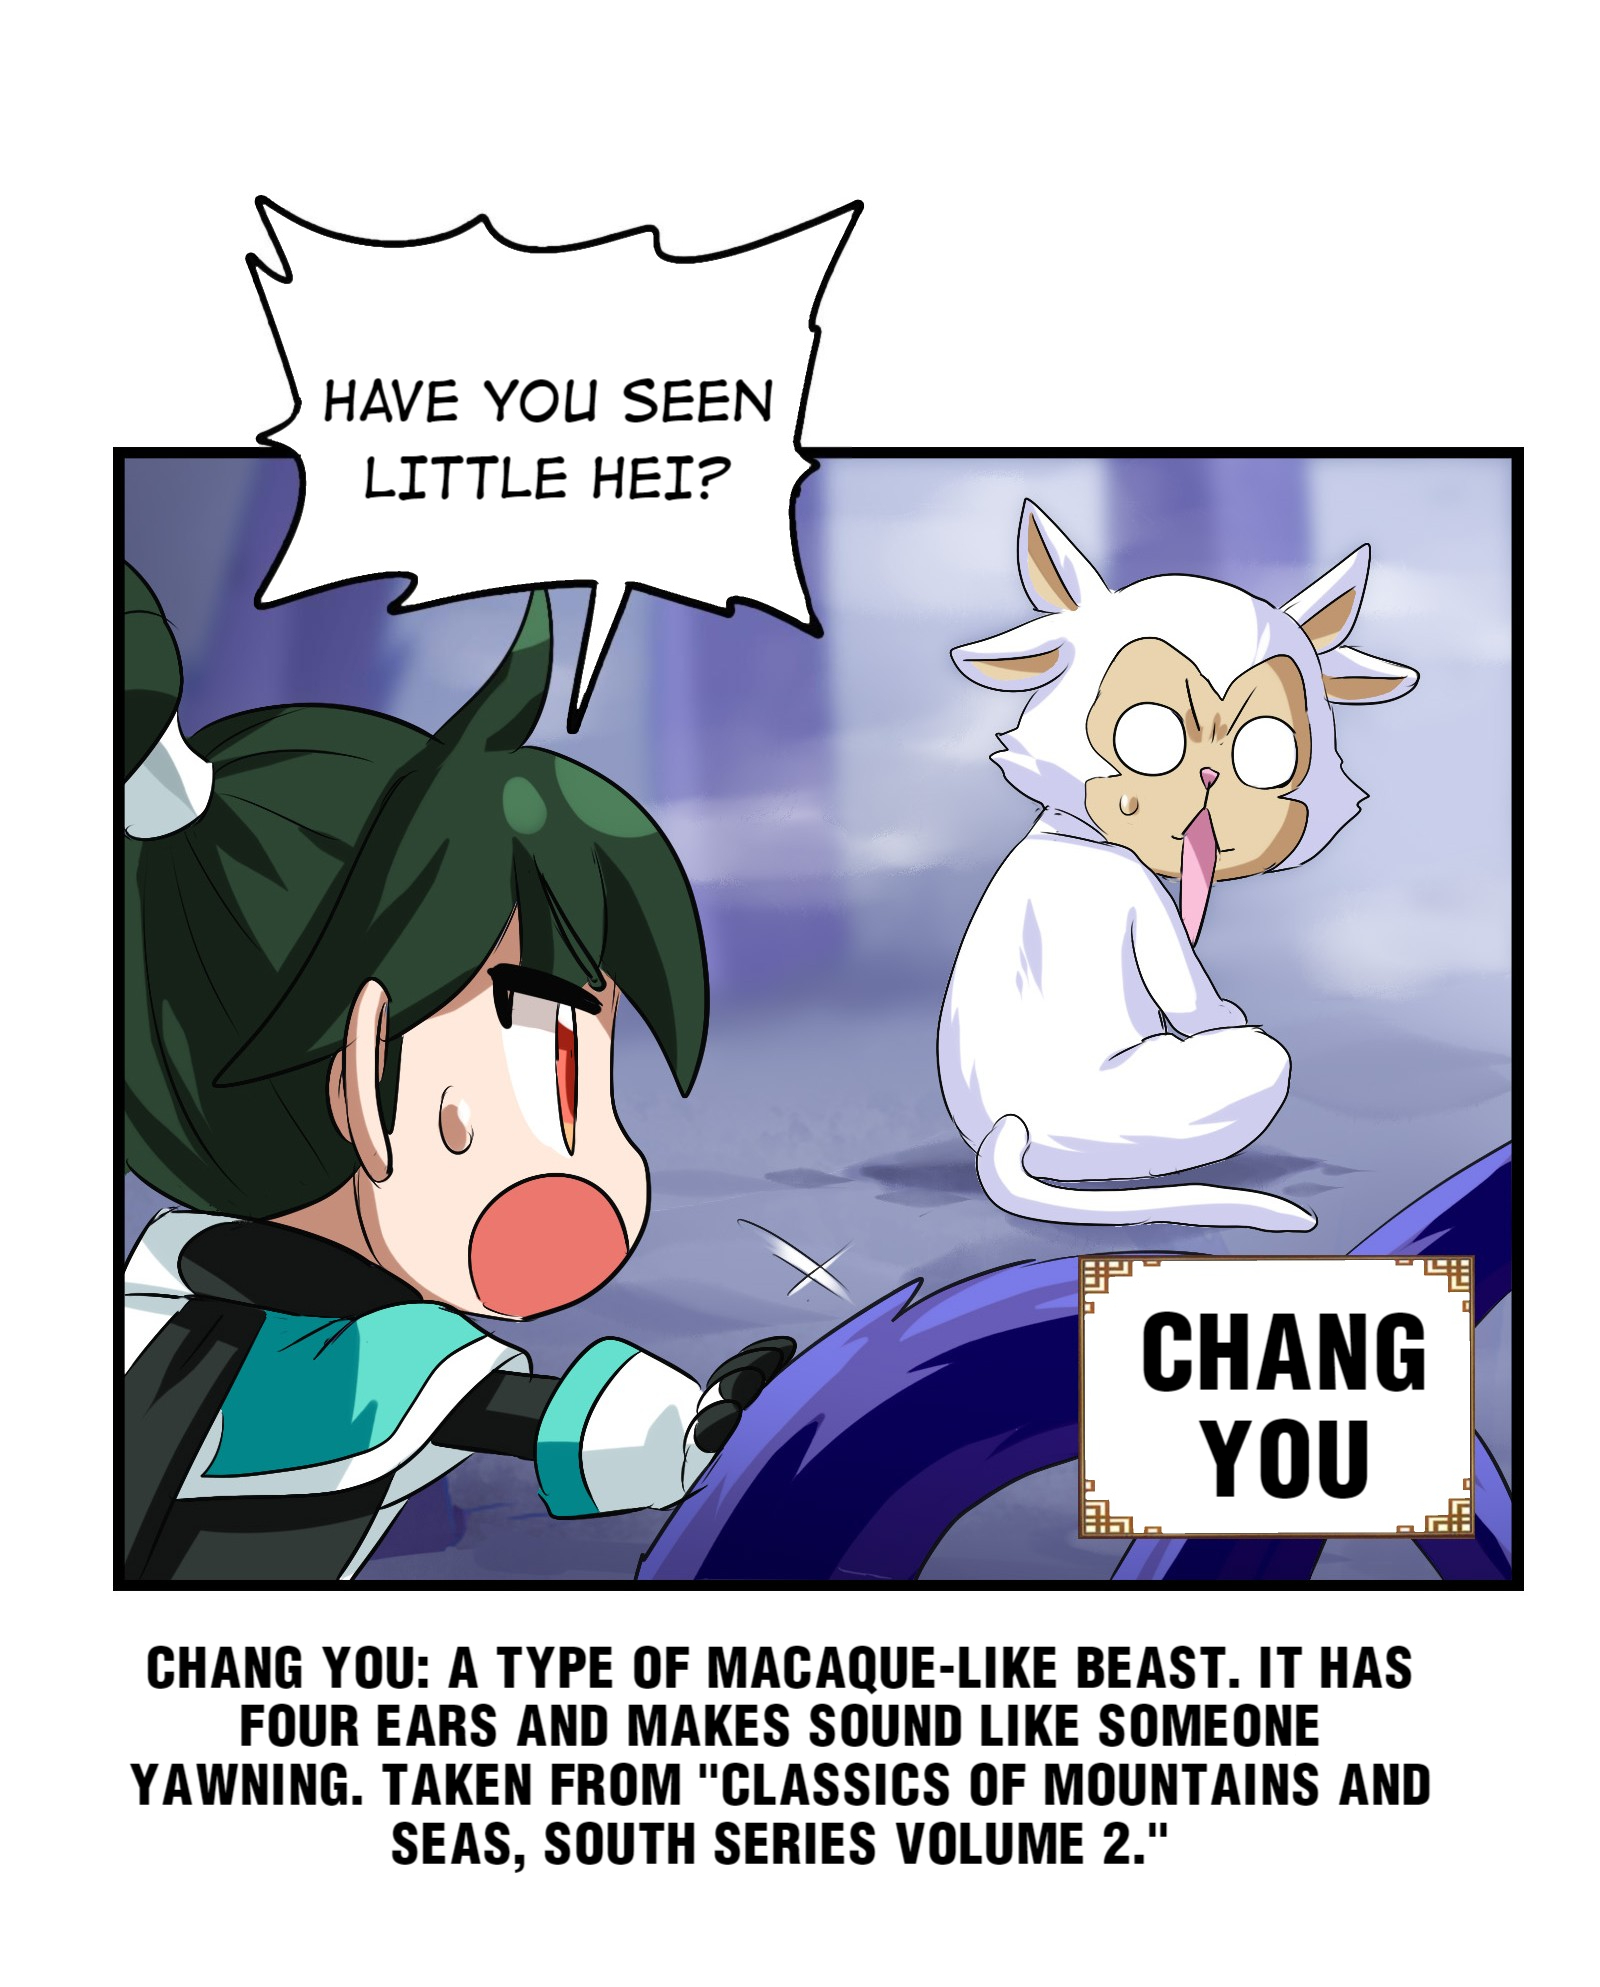 HAVE YOU SEEN
LITTLE HEI?
CHANG
YOU
CHANG YOU: A TYPE OF MACAQUE-LIKE BEAST. IT HAS
FOUR EARS AND MAKES SOUND LIKE SOMEONE
YAWNING. TAKEN FROM "CLASSICS OF MOUNTAINS AND
SEAS, SOUTH SERIES VOLUME 2."